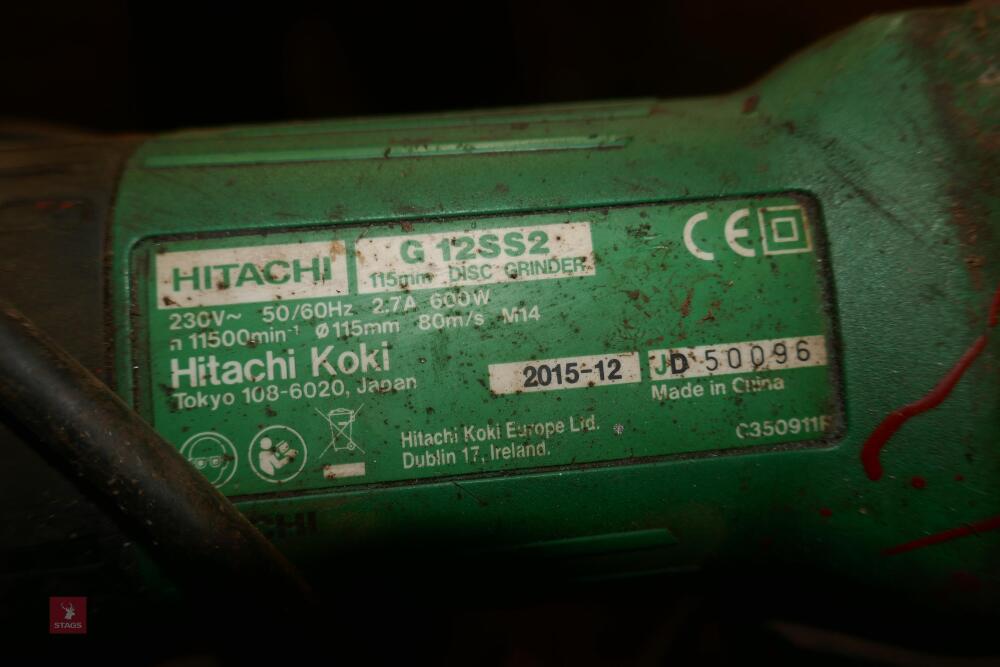 HITACHI
G 12SS2
115mm DISC GRINDER
230V~ 50/60Hz 2.7A 600W
n 11500min⁻¹ Ø115mm 80m/s M14
Hitachi Koki
Tokyo 108-6020, Japan
2015-12
JD 50096
Made in China
Hitachi Koki Europe Ltd.
Dublin 17, Ireland.
C350911F
CE
STAGS